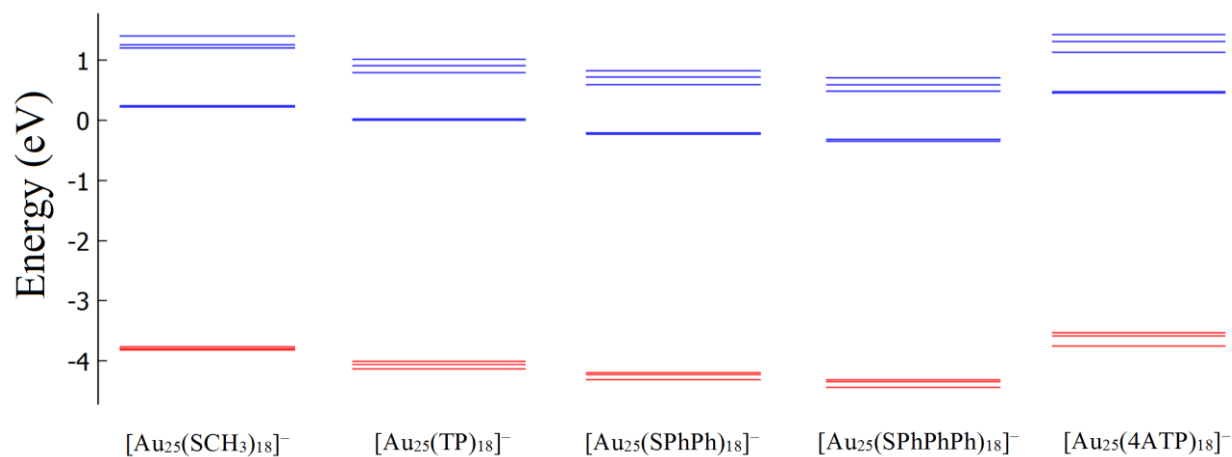 Energy (eV)
1
0
-1
-2
-3
-4
[Au₂₅(SCH₃)₁₈]⁻
[Au₂₅(TP)₁₈]⁻
[Au₂₅(SPhPh)₁₈]⁻
[Au₂₅(SPhPhPh)₁₈]⁻
[Au₂₅(4ATP)₁₈]⁻